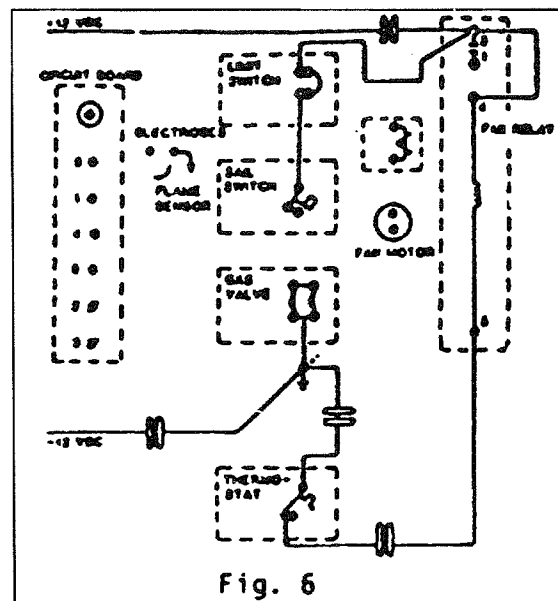 +12 VDC
CIRCUIT BOARD
LIMIT
SWITCH
ELECTRODES
FLAME
SENSOR
SAIL
SWITCH
FAN RELAY
FAN MOTOR
GAS
VALVE
-12 VDC
THERMO-
STAT
Fig. 6